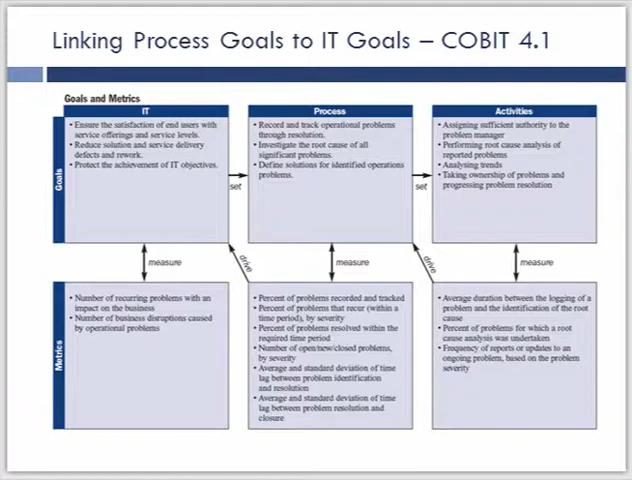 Linking Process Goals to IT Goals – COBIT 4.1
Goals and Metrics
IT
Process
Activities
Goals
• Ensure the satisfaction of end users with
service offerings and service levels.
• Reduce solution and service delivery
defects and rework.
• Protect the achievement of IT objectives.
set
• Record and track operational problems
through resolution.
• Investigate the root cause of all
significant problems.
• Define solutions for identified operations
problems.
set
• Assigning sufficient authority to the
problem manager
• Performing root cause analysis of
reported problems
• Analysing trends
• Taking ownership of problems and
progressing problem resolution
measure
drive
measure
drive
measure
Metrics
• Number of recurring problems with an
impact on the business
• Number of business disruptions caused
by operational problems
• Percent of problems recorded and tracked
• Percent of problems that recur (within a
time period), by severity
• Percent of problems resolved within the
required time period
• Number of open/new/closed problems,
by severity
• Average and standard deviation of time
lag between problem identification
and resolution
• Average and standard deviation of time
lag between problem resolution and
closure
• Average duration between the logging of a
problem and the identification of the root
cause
• Percent of problems for which a root
cause analysis was undertaken
• Frequency of reports or updates to an
ongoing problem, based on the problem
severity